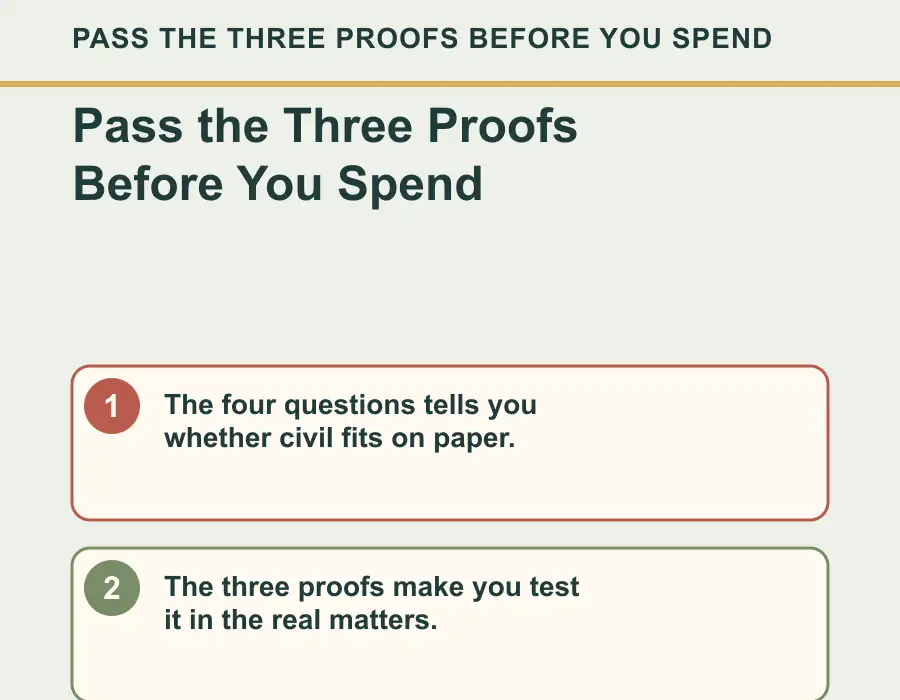 PASS THE THREE PROOFS BEFORE YOU SPEND
Pass the Three Proofs
Before You Spend
1
The four questions tells you
whether civil fits on paper.
2
The three proofs make you test
it in the real matters.